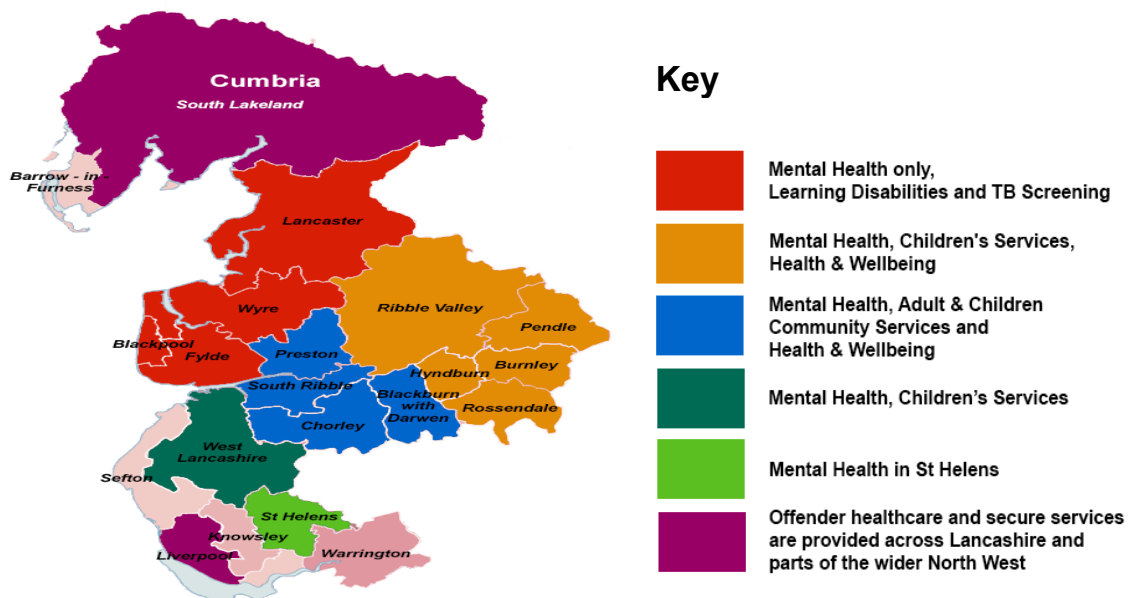 Cumbria
South Lakeland
Barrow - in -
Furness
Lancaster
Wyre
Ribble Valley
Pendle
Blackpool
Fylde
Preston
Hyndburn
Burnley
South Ribble
Blackburn
with
Darwen
Rossendale
Chorley
West
Lancashire
Sefton
St Helens
Knowsley
Liverpool
Warrington
Key
Mental Health only,
Learning Disabilities and TB Screening
Mental Health, Children's Services,
Health & Wellbeing
Mental Health, Adult & Children
Community Services and
Health & Wellbeing
Mental Health, Children’s Services
Mental Health in St Helens
Offender healthcare and secure services
are provided across Lancashire and
parts of the wider North West